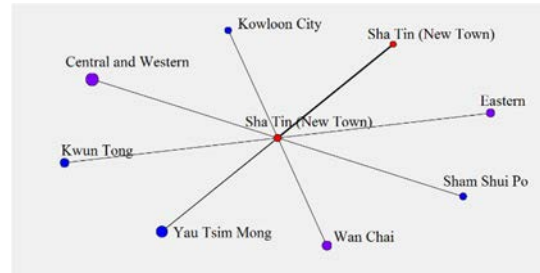 Kowloon City
Sha Tin (New Town)
Central and Western
Eastern
Sha Tin (New Town)
Kwun Tong
Sham Shui Po
Yau Tsim Mong
Wan Chai